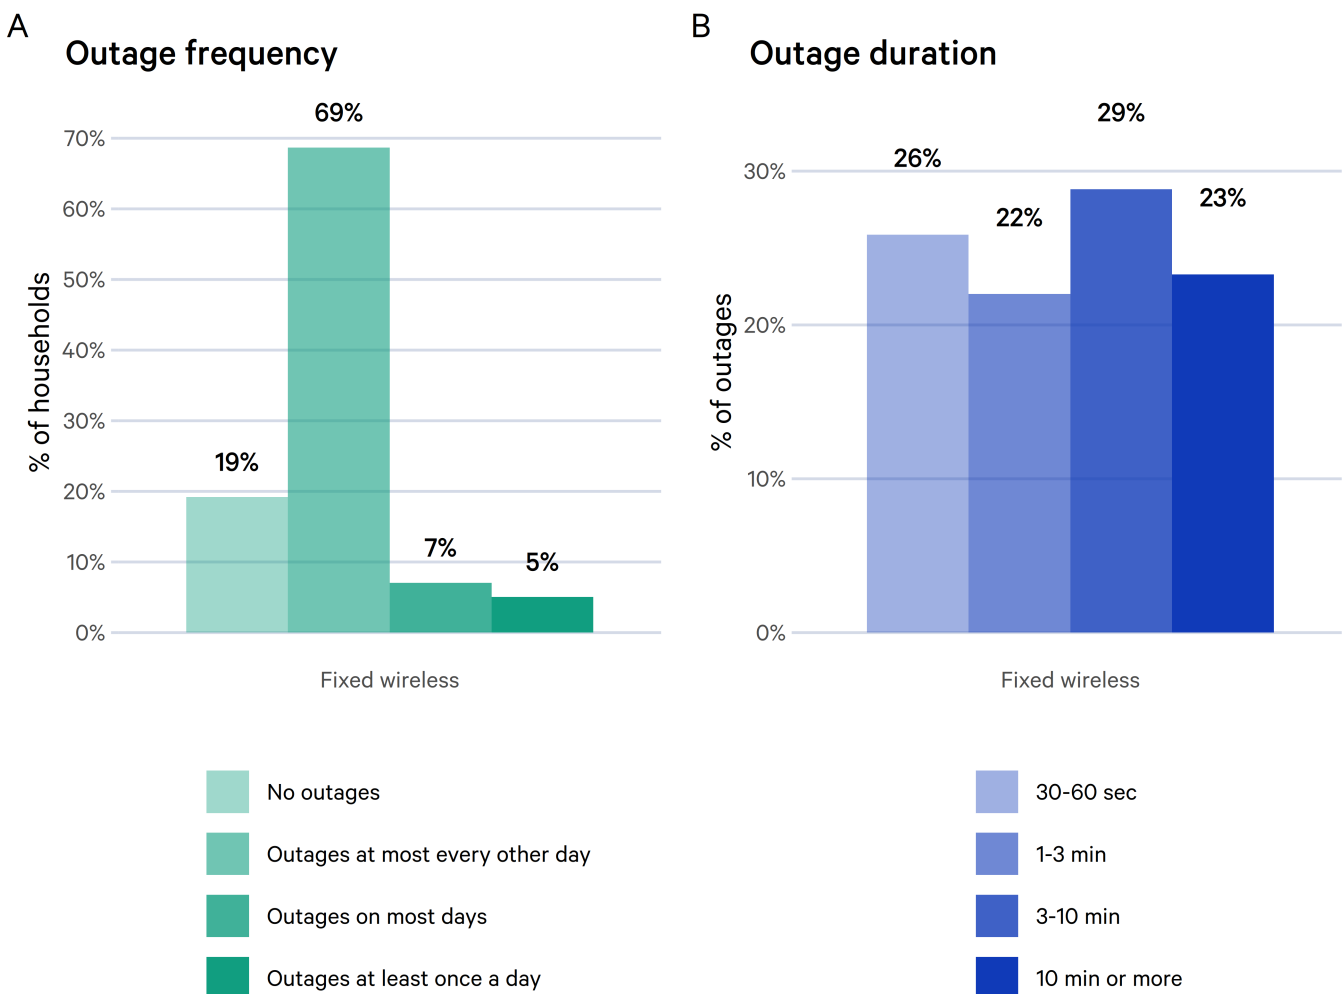 A
Outage frequency
69%
70%
60%
50%
40%
30%
19%
20%
7%
5%
10%
0%
% of households
Fixed wireless
No outages
Outages at most every other day
Outages on most days
Outages at least once a day
B
Outage duration
29%
26%
30%
23%
22%
20%
10%
0%
% of outages
Fixed wireless
30-60 sec
1-3 min
3-10 min
10 min or more